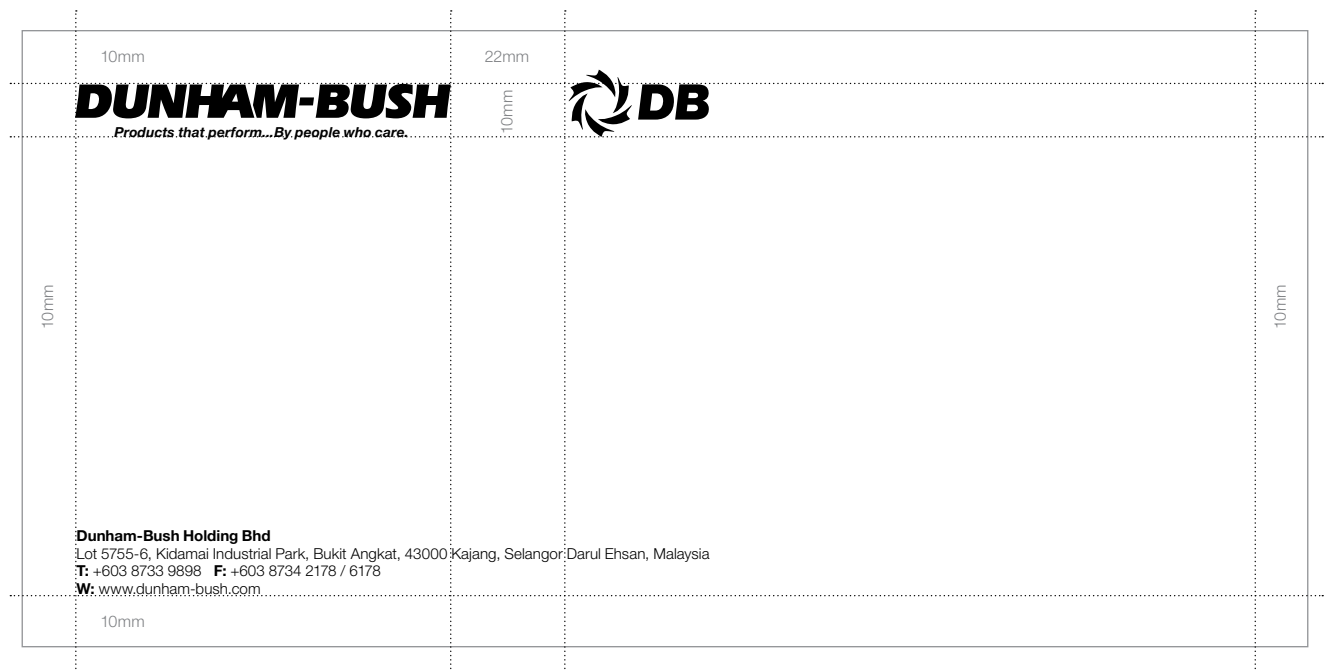 10mm
22mm
DUNHAM-BUSH
Products that perform...By people who care.
10mm
DB
10mm
10mm
Dunham-Bush Holding Bhd
Lot 5755-6, Kidamai Industrial Park, Bukit Angkat, 43000 Kajang, Selangor Darul Ehsan, Malaysia
T: +603 8733 9898 F: +603 8734 2178 / 6178
W: www.dunham-bush.com
10mm